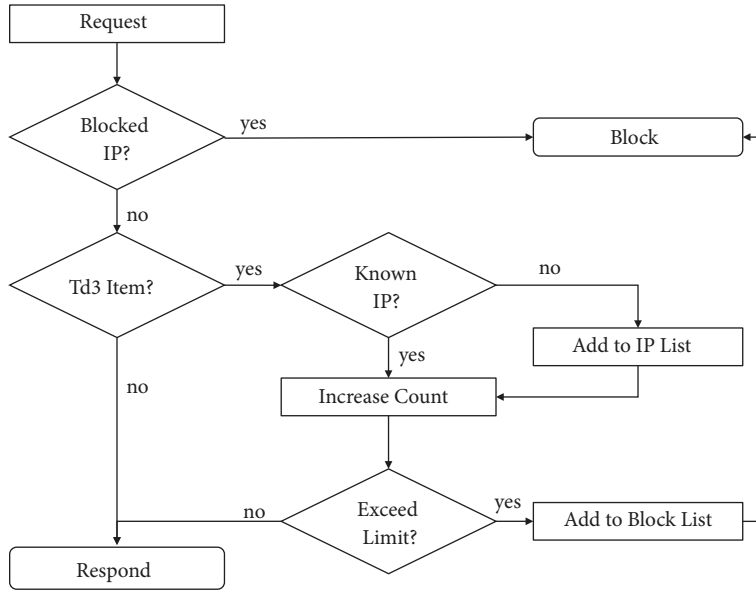 Request
Blocked
IP?
yes
Block
no
Td3 Item?
yes
Known
IP?
no
Add to IP List
yes
no
Increase Count
no
Exceed
Limit?
yes
Add to Block List
Respond